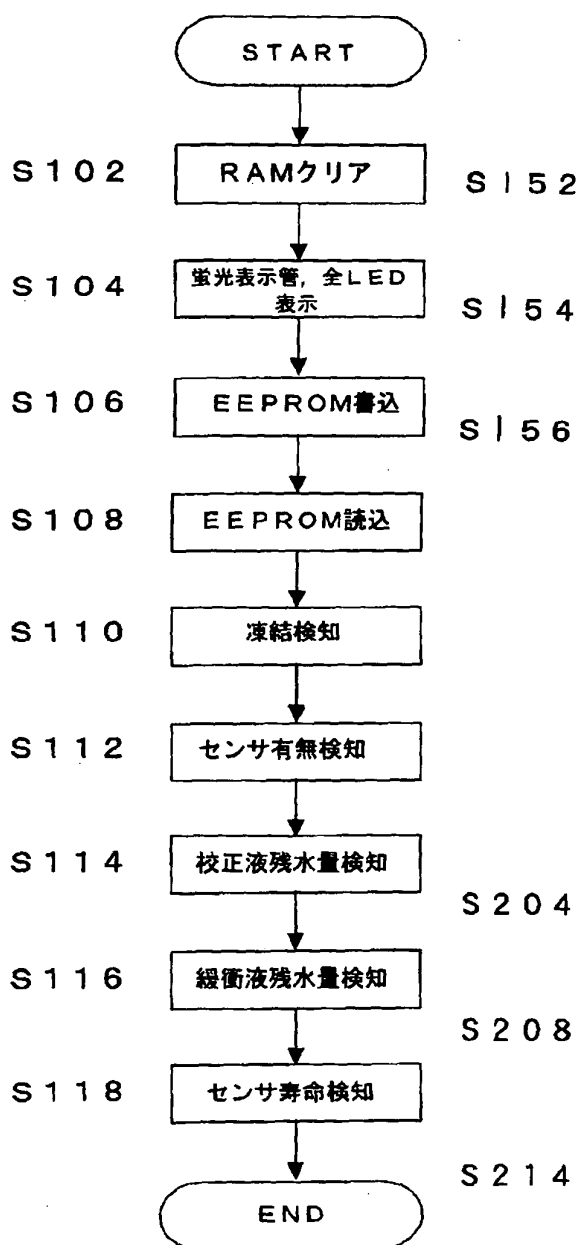 START
S102
RAMクリア
S152
S104
蛍光表示管,全LED
表示
S154
S106
EEPROM書込
S156
S108
EEPROM読込
S110
凍結検知
S112
センサ有無検知
S114
校正液残水量検知
S204
S116
緩衝液残水量検知
S208
S118
センサ寿命検知
S214
END